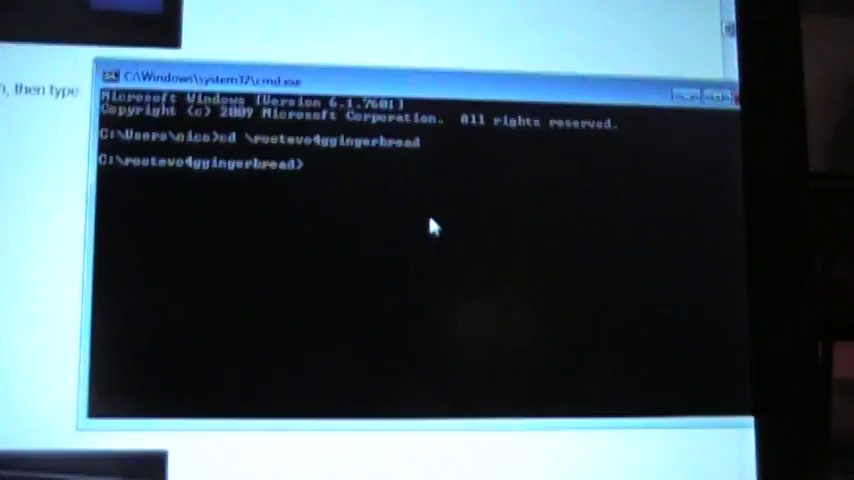 , then type
C:\Windows\system32\cmd.exe
Microsoft Windows [Version 6.1.7601]
Copyright (c) 2009 Microsoft Corporation.  All rights reserved.
C:\Users\nico>cd \rootevo4ggingerbread
C:\rootevo4ggingerbread>